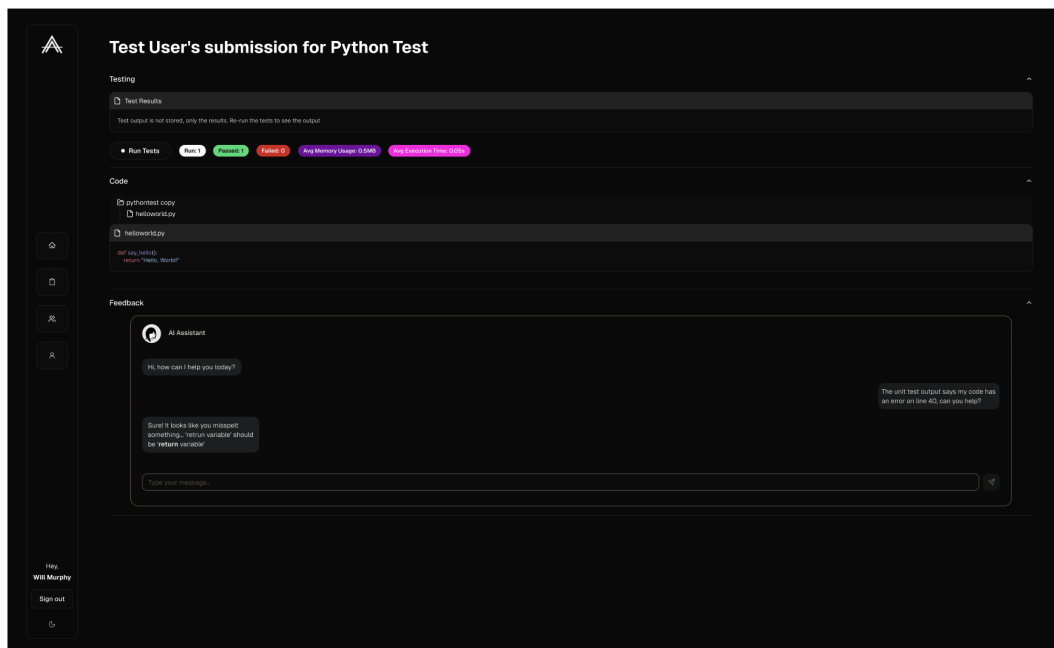 Test User's submission for Python Test
Testing
Test Results
Test output is not stored, only the results. Re-run the tests to see the output
Run Tests
Run: 1
Passed: 1
Failed: 0
Avg Memory Usage: 0.5MB
Avg Execution Time: 0.05s
Code
pythontest copy
helloworld.py
helloworld.py
def say_hello():
return "Hello, World!"
Feedback
AI Assistant
Hi, how can I help you today?
The unit test output says my code has
an error on line 40, can you help?
Sure! It looks like you misspelt
something... 'retrun variable' should
be 'return variable'
Type your message...
Hey,
Will Murphy
Sign out